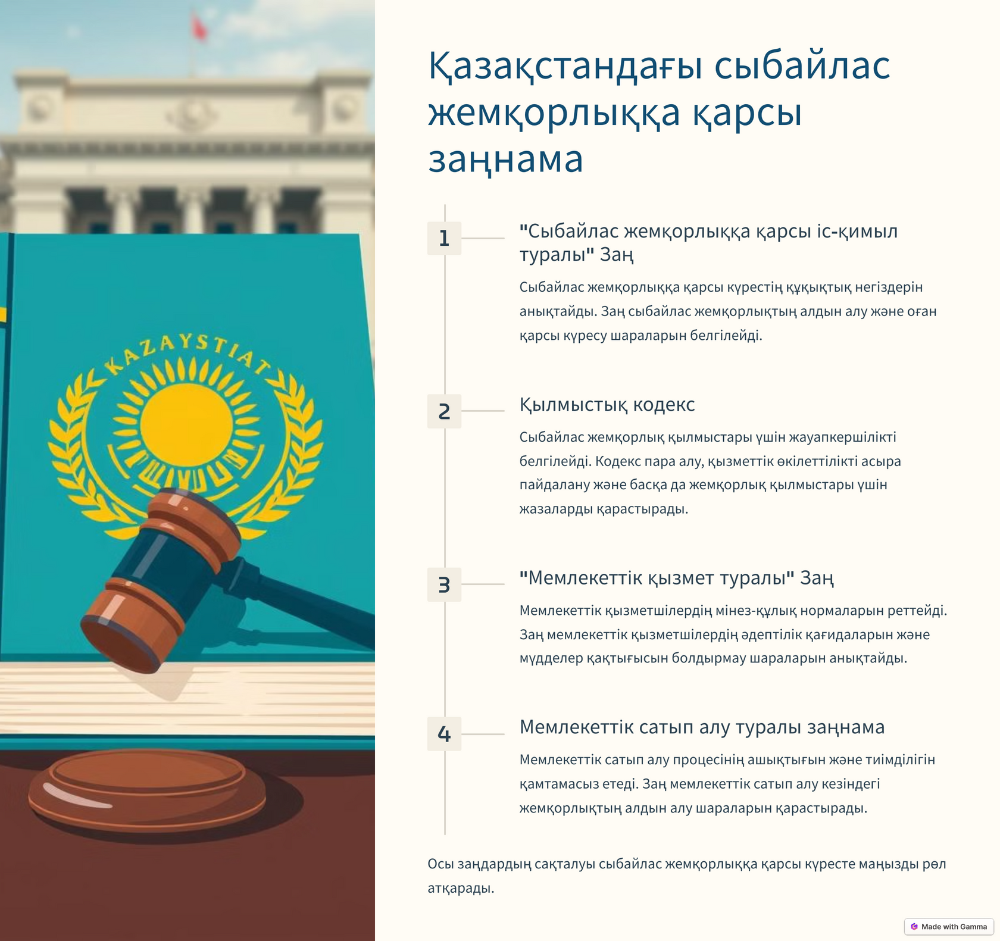 Қазақстандағы сыбайлас
жемқорлыққа қарсы
заңнама
1
"Сыбайлас жемқорлыққа қарсы іс-қимыл
туралы" Заң
Сыбайлас жемқорлыққа қарсы күрестің құқықтық негіздерін
анықтайды. Заң сыбайлас жемқорлықтың алдын алу және оған
қарсы күресу шараларын белгілейді.
2
Қылмыстық кодекс
Сыбайлас жемқорлық қылмыстары үшін жауапкершілікті
белгілейді. Кодекс пара алу, қызметтік өкілеттілікті асыра
пайдалану және басқа да жемқорлық қылмыстары үшін
жазаларды қарастырады.
3
"Мемлекеттік қызмет туралы" Заң
Мемлекеттік қызметшілердің мінез-құлық нормаларын реттейді.
Заң мемлекеттік қызметшілердің әдептілік қағидаларын және
мүдделер қақтығысын болдырмау шараларын анықтайды.
4
Мемлекеттік сатып алу туралы заңнама
Мемлекеттік сатып алу процесінің ашықтығын және тиімділігін
қамтамасыз етеді. Заң мемлекеттік сатып алу кезіндегі
жемқорлықтың алдын алу шараларын қарастырады.
Осы заңдардың сақталуы сыбайлас жемқорлыққа қарсы күресте маңызды рөл
атқарады.
KAZAYSTIAT
Made with Gamma